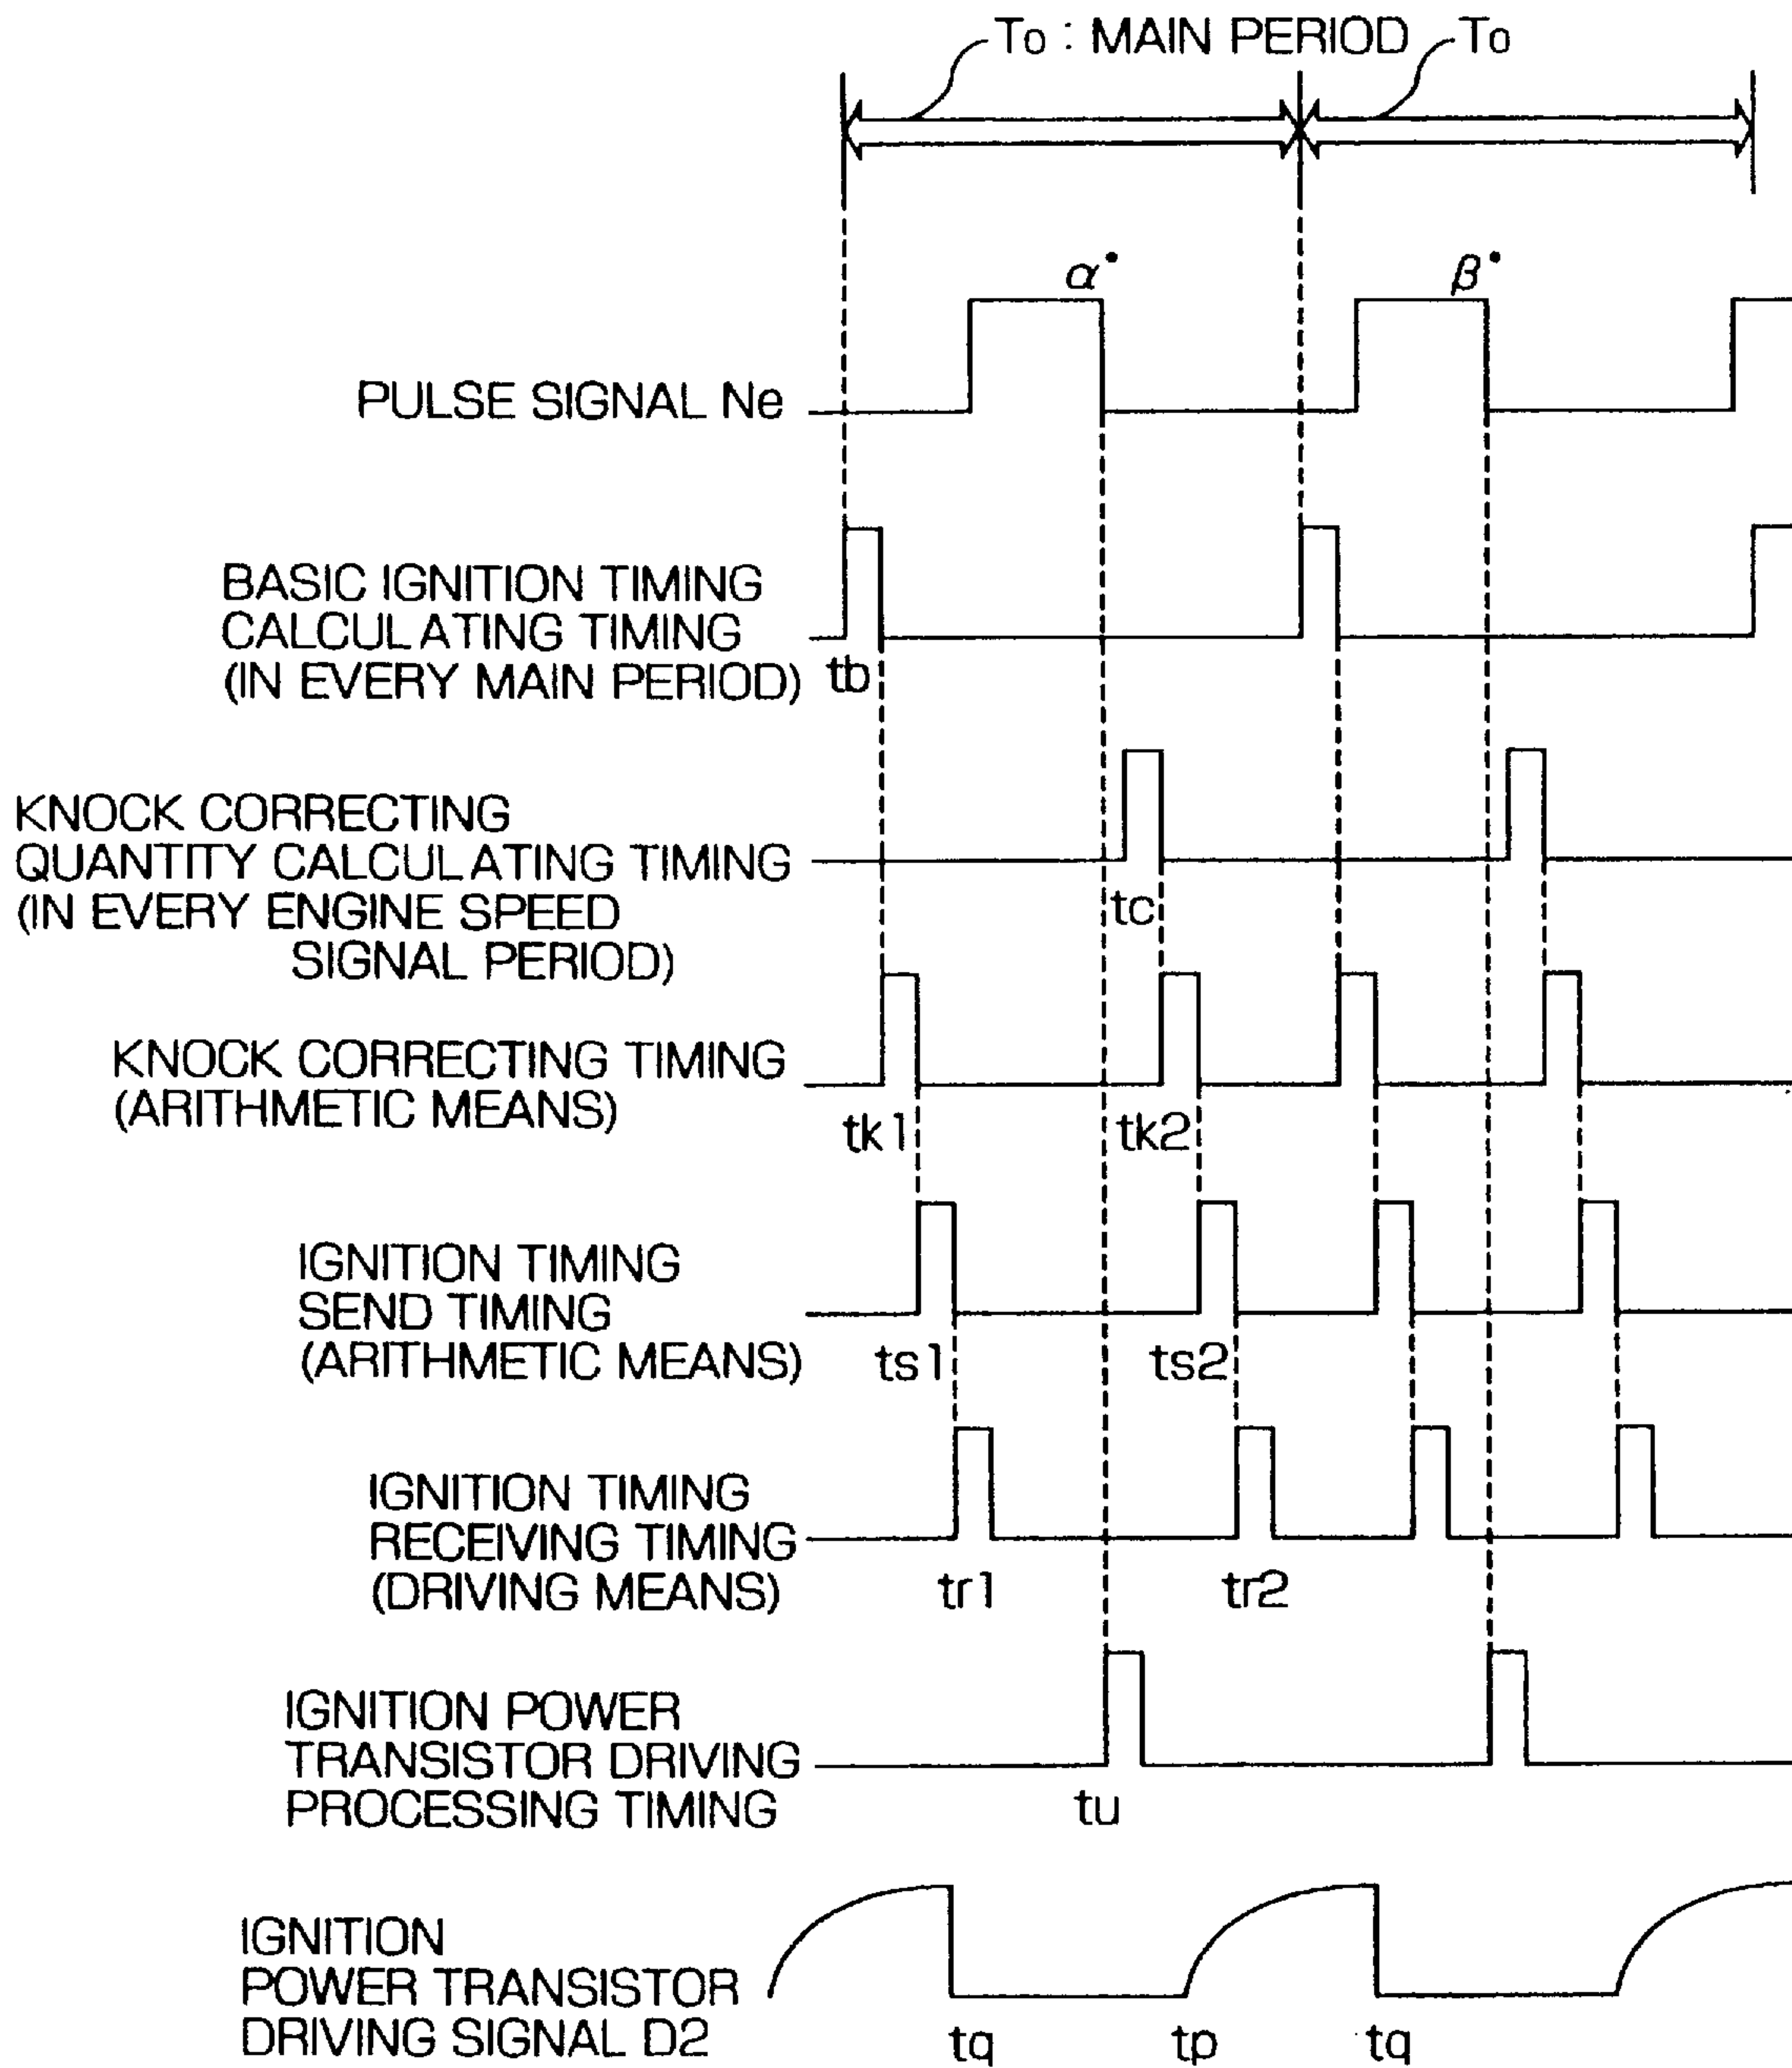 To : MAIN PERIOD
To
α°
β°
PULSE SIGNAL Ne
BASIC IGNITION TIMING
CALCULATING TIMING
(IN EVERY MAIN PERIOD)
tb
KNOCK CORRECTING
QUANTITY CALCULATING TIMING
(IN EVERY ENGINE SPEED
SIGNAL PERIOD)
tc
KNOCK CORRECTING TIMING
(ARITHMETIC MEANS)
tk1
tk2
IGNITION TIMING
SEND TIMING
(ARITHMETIC MEANS)
ts1
ts2
IGNITION TIMING
RECEIVING TIMING
(DRIVING MEANS)
tr1
tr2
IGNITION POWER
TRANSISTOR DRIVING
PROCESSING TIMING
tu
IGNITION
POWER TRANSISTOR
DRIVING SIGNAL D2
tq
tp
tq